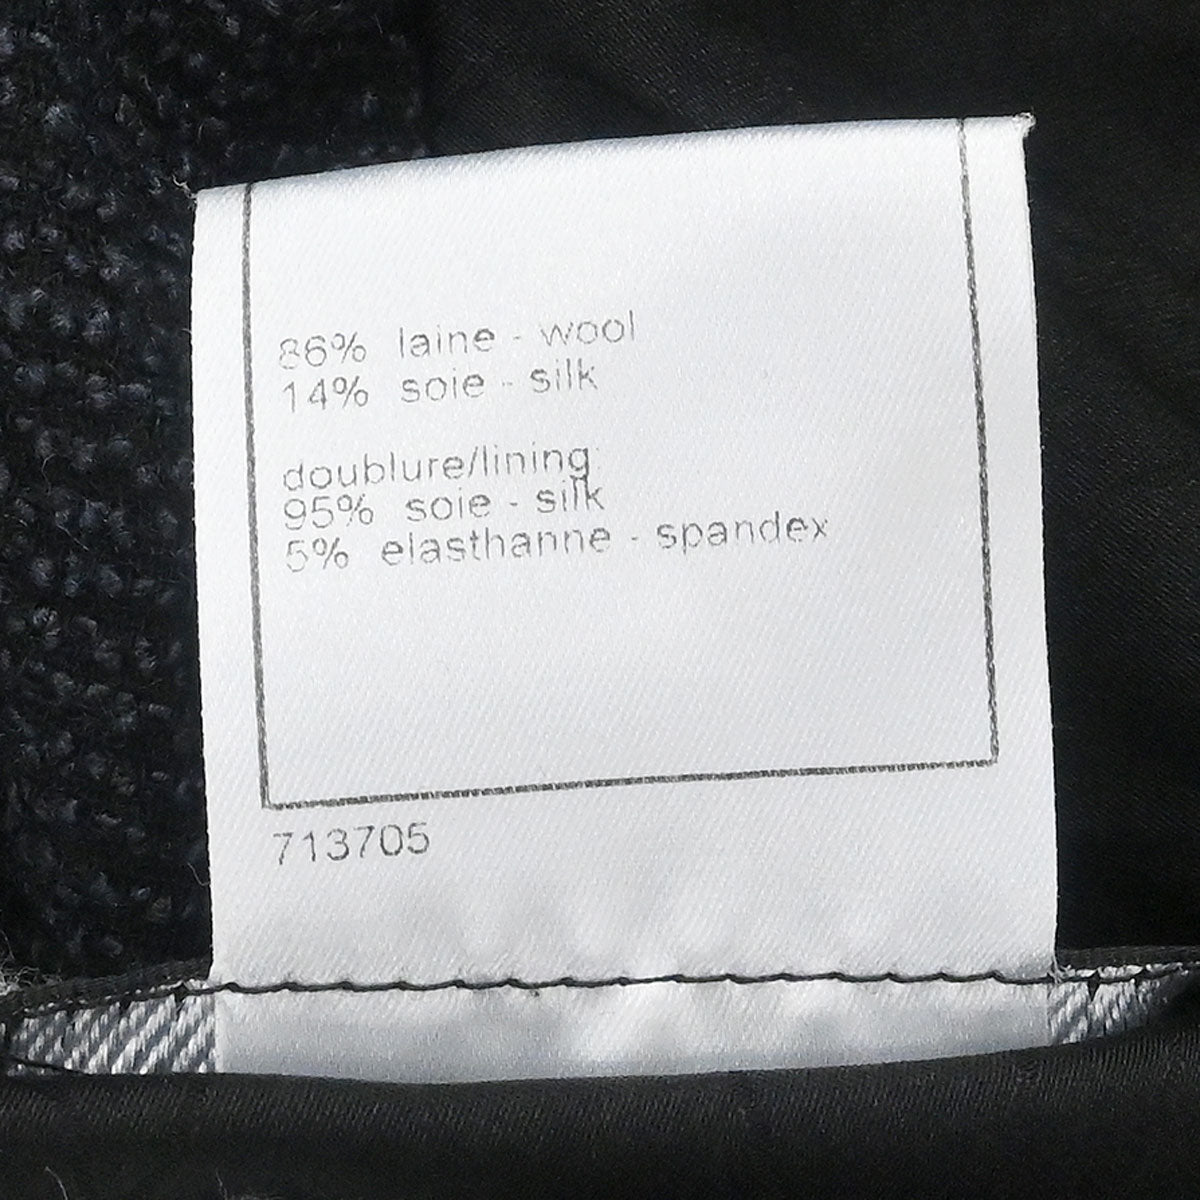 86% laine - wool
14% soie - silk
doublure/lining
95% soie - silk
5% elasthanne - spandex
713705